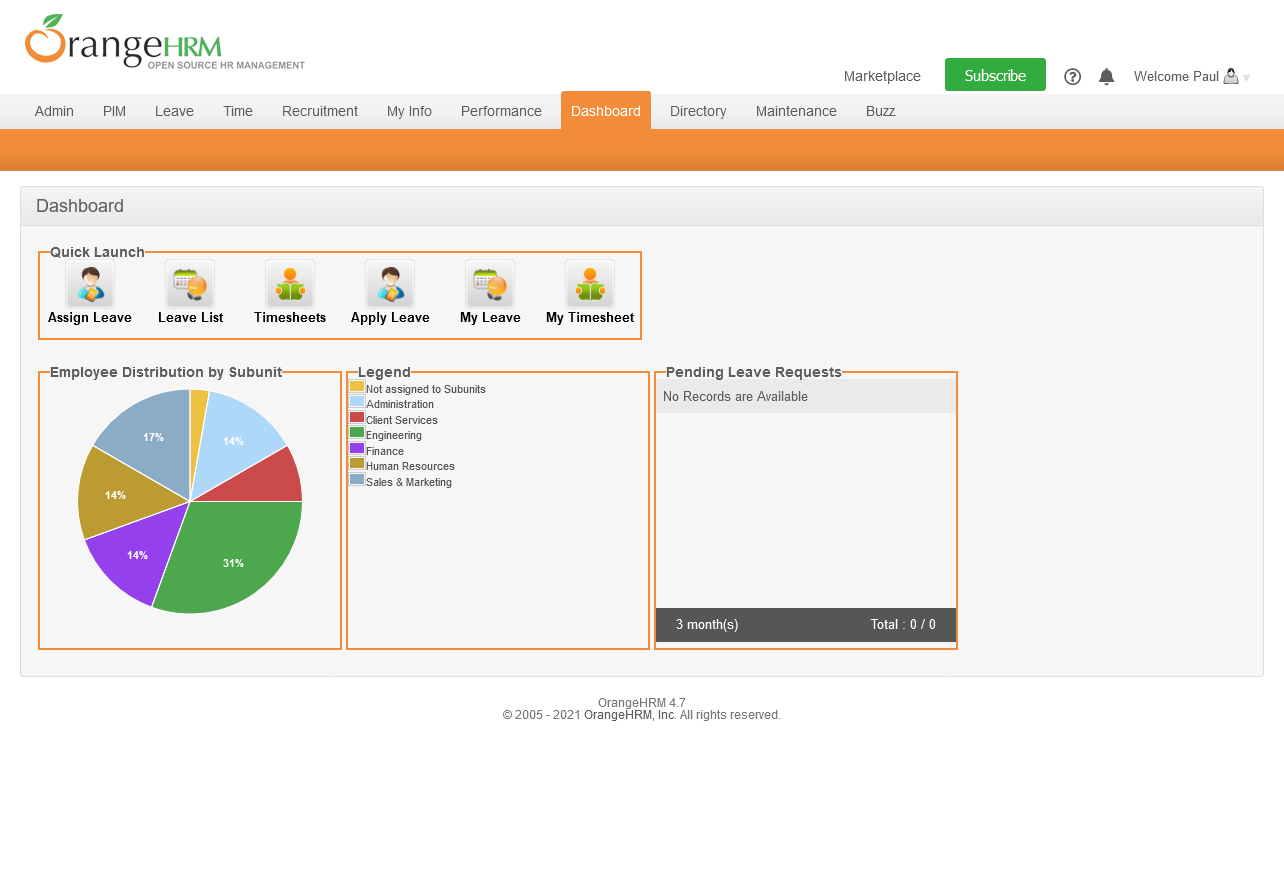 OrangeHRM
OPEN SOURCE HR MANAGEMENT
Marketplace
Subscribe
Welcome Paul
Admin PIM Leave Time Recruitment My Info Performance Dashboard Directory Maintenance Buzz
Dashboard
Quick Launch
Assign Leave Leave List Timesheets Apply Leave My Leave My Timesheet
Employee Distribution by Subunit
17%
14%
14%
14%
31%
Legend
Not assigned to Subunits
Administration
Client Services
Engineering
Finance
Human Resources
Sales & Marketing
Pending Leave Requests
No Records are Available
3 month(s) Total : 0 / 0
OrangeHRM 4.7
© 2005 - 2021 OrangeHRM, Inc. All rights reserved.